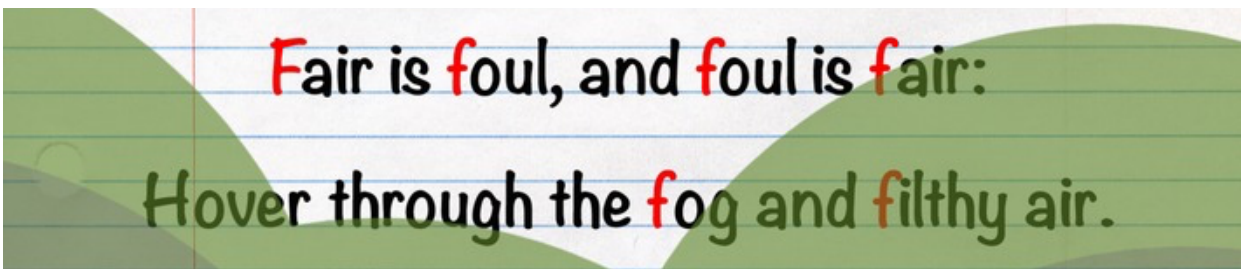 Fair is foul, and foul is fair:
Hover through the fog and filthy air.